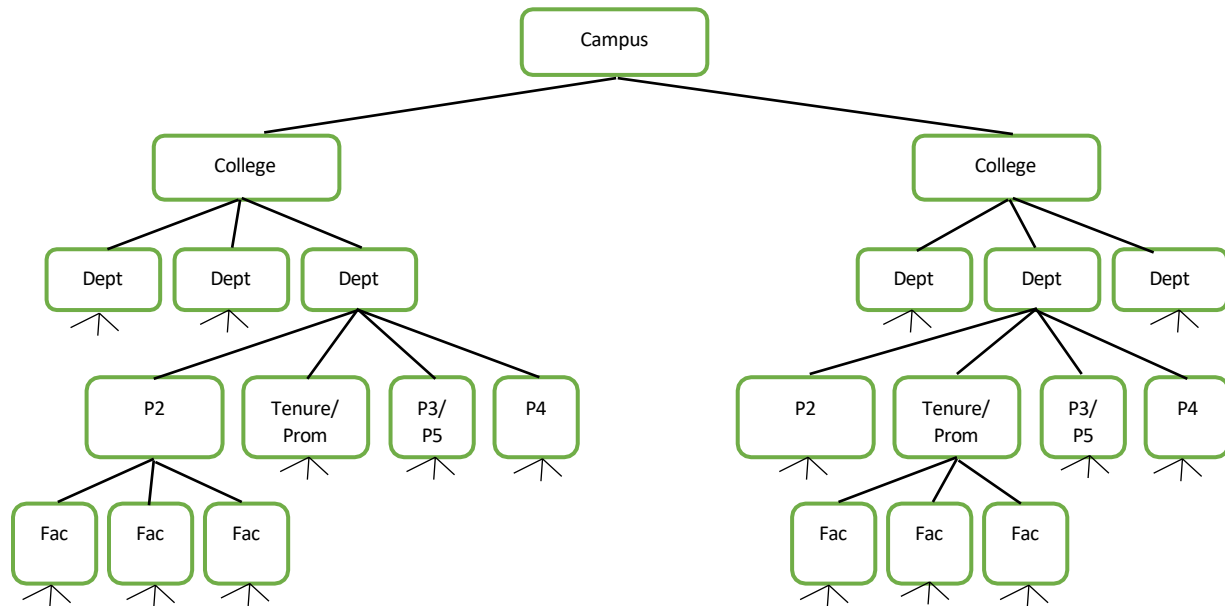 Campus
College
College
Dept
Dept
Dept
Dept
Dept
Dept
P2
Tenure/
Prom
P3/
P5
P4
P2
Tenure/
Prom
P3/
P5
P4
Fac
Fac
Fac
Fac
Fac
Fac